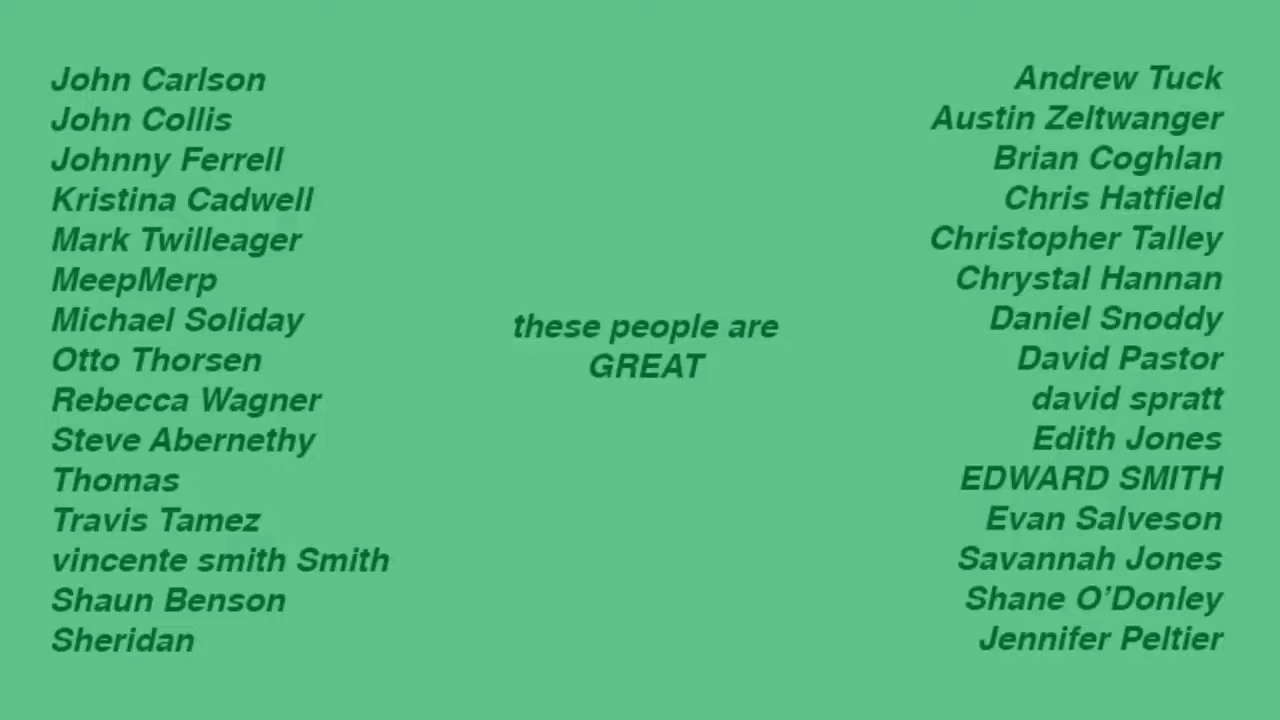 John Carlson
John Collis
Johnny Ferrell
Kristina Cadwell
Mark Twilleager
MeepMerp
Michael Soliday
Otto Thorsen
Rebecca Wagner
Steve Abernethy
Thomas
Travis Tamez
vincente smith Smith
Shaun Benson
Sheridan
these people are
GREAT
Andrew Tuck
Austin Zeltwanger
Brian Coghlan
Chris Hatfield
Christopher Talley
Chrystal Hannan
Daniel Snoddy
David Pastor
david spratt
Edith Jones
EDWARD SMITH
Evan Salveson
Savannah Jones
Shane O’Donley
Jennifer Peltier